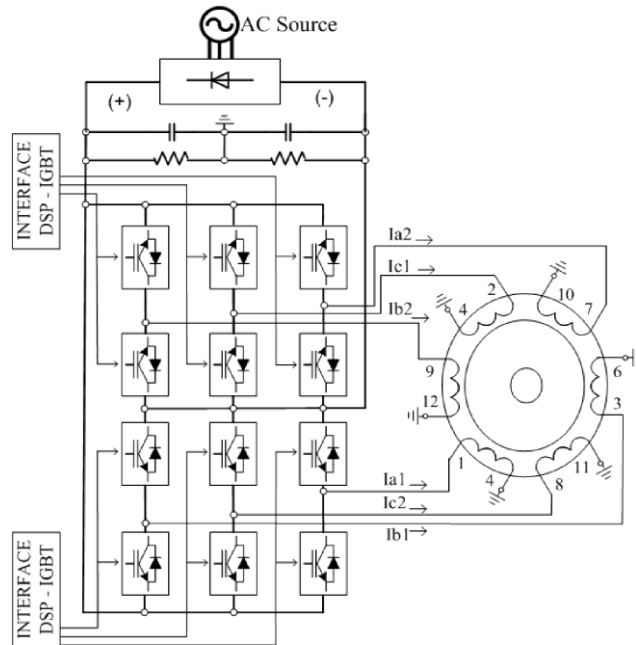 AC Source
(+)
(-)
INTERFACE
DSP - IGBT
Ia2
Ic1
Ib2
2
10
4
7
9
6
12
3
1
4
8
11
Ia1
Ic2
Ib1
INTERFACE
DSP - IGBT